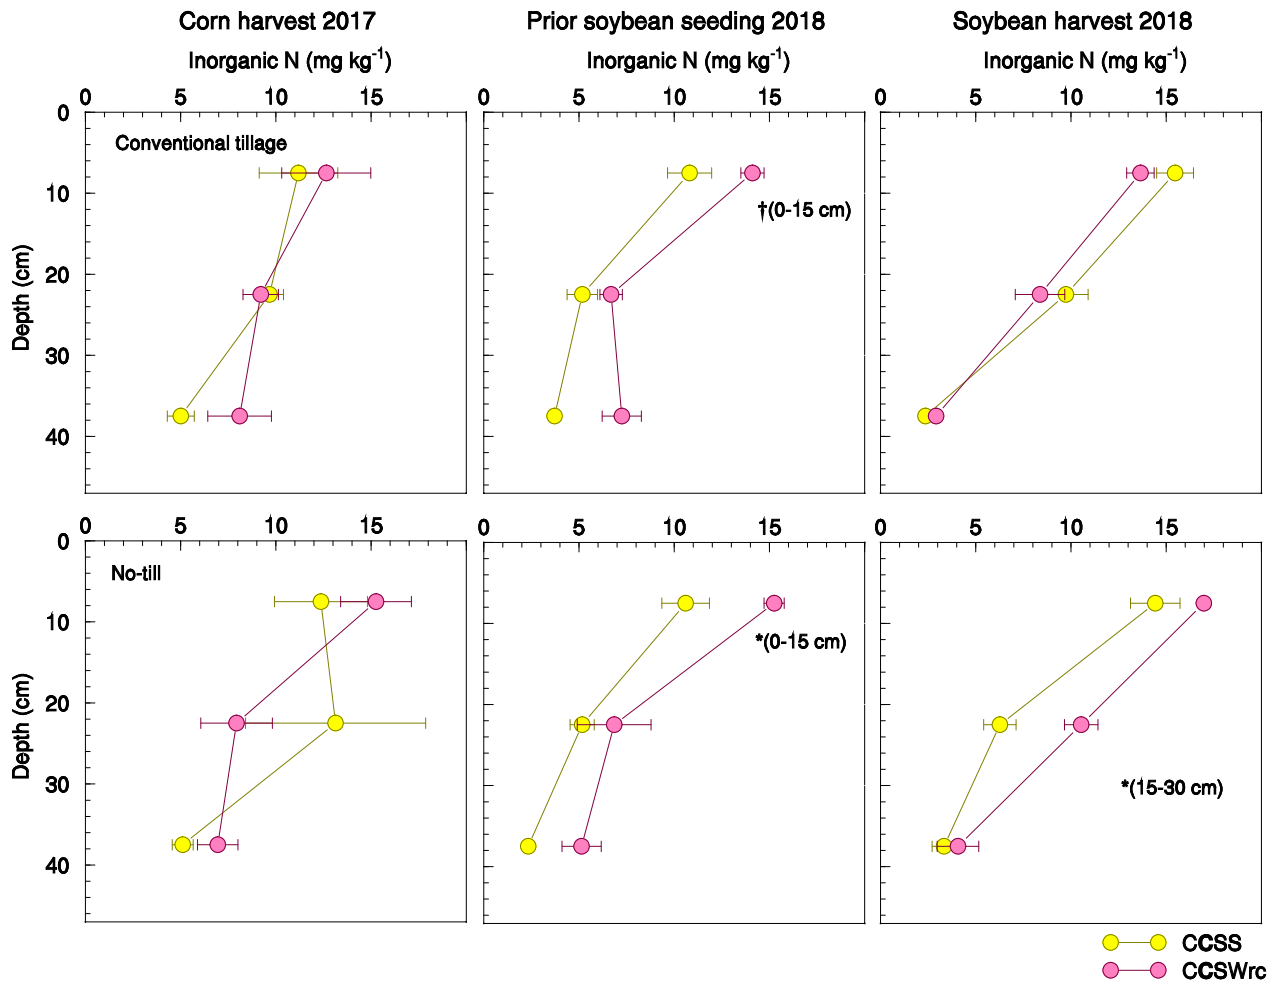 Corn harvest 2017 Prior soybean seeding 2018 Soybean harvest 2018
Inorganic N (mg kg-1) Inorganic N (mg kg-1) Inorganic N (mg kg-1)
0 5 10 15 0 5 10 15 0 5 10 15
0
Conventional tillage
10
†(0-15 cm)
20
Depth (cm)
30
40
0 5 10 15 0 5 10 15 0 5 10 15
0
No-till
10
*(0-15 cm)
20
Depth (cm)
30
*(15-30 cm)
40
CCSS
CCSWrc